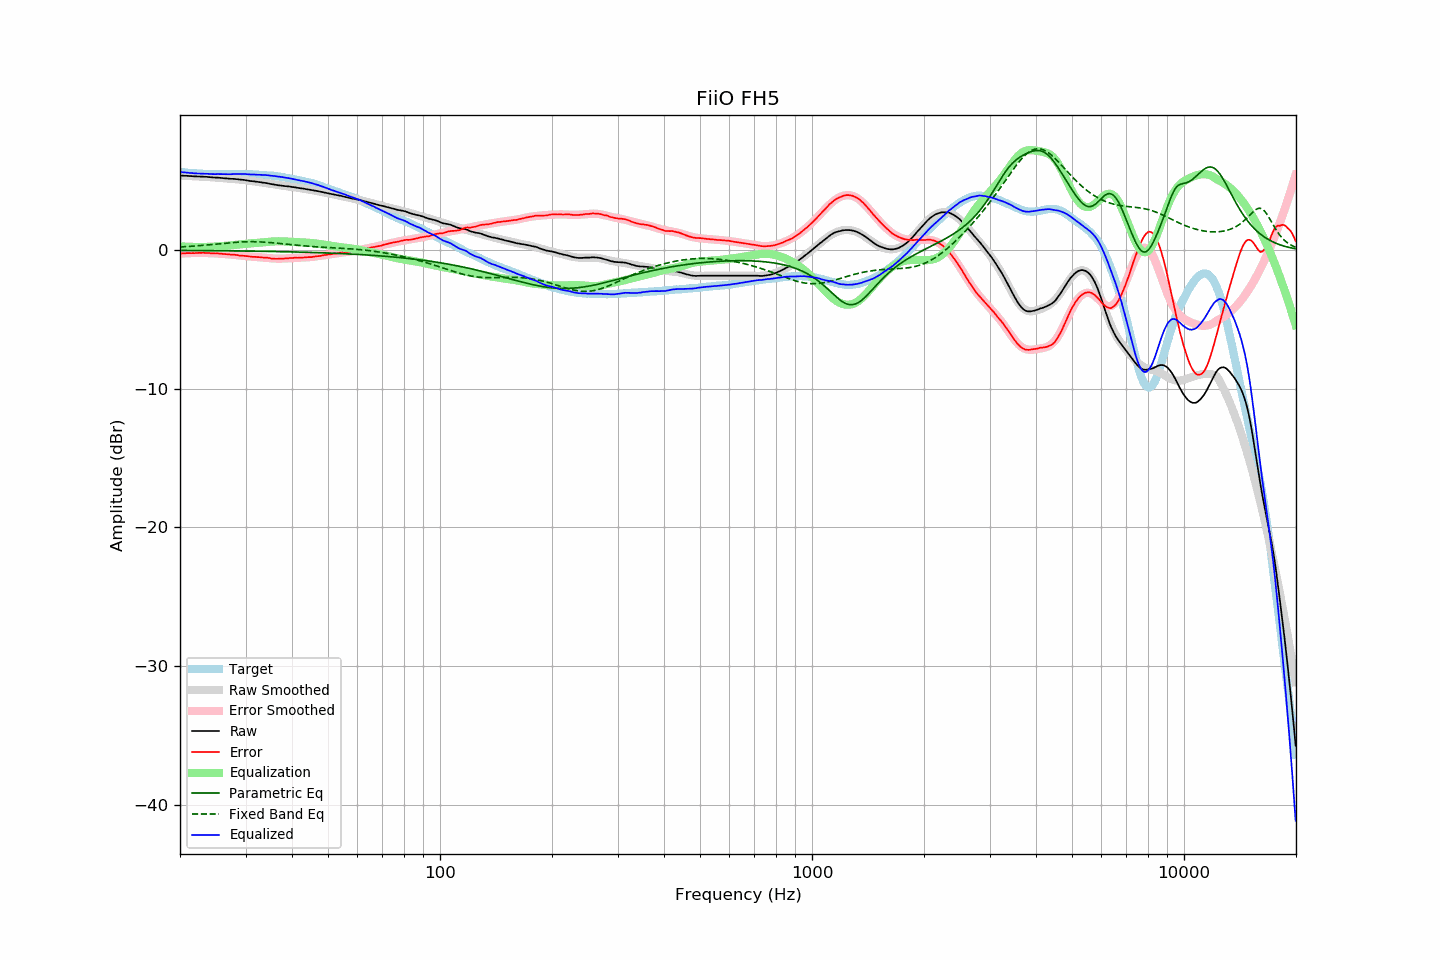 FiiO FH5
Amplitude (dBr)
0
−10
−20
−30
−40
Target
Raw Smoothed
Error Smoothed
Raw
Error
Equalization
Parametric Eq
Fixed Band Eq
Equalized
100 1000 10000
Frequency (Hz)